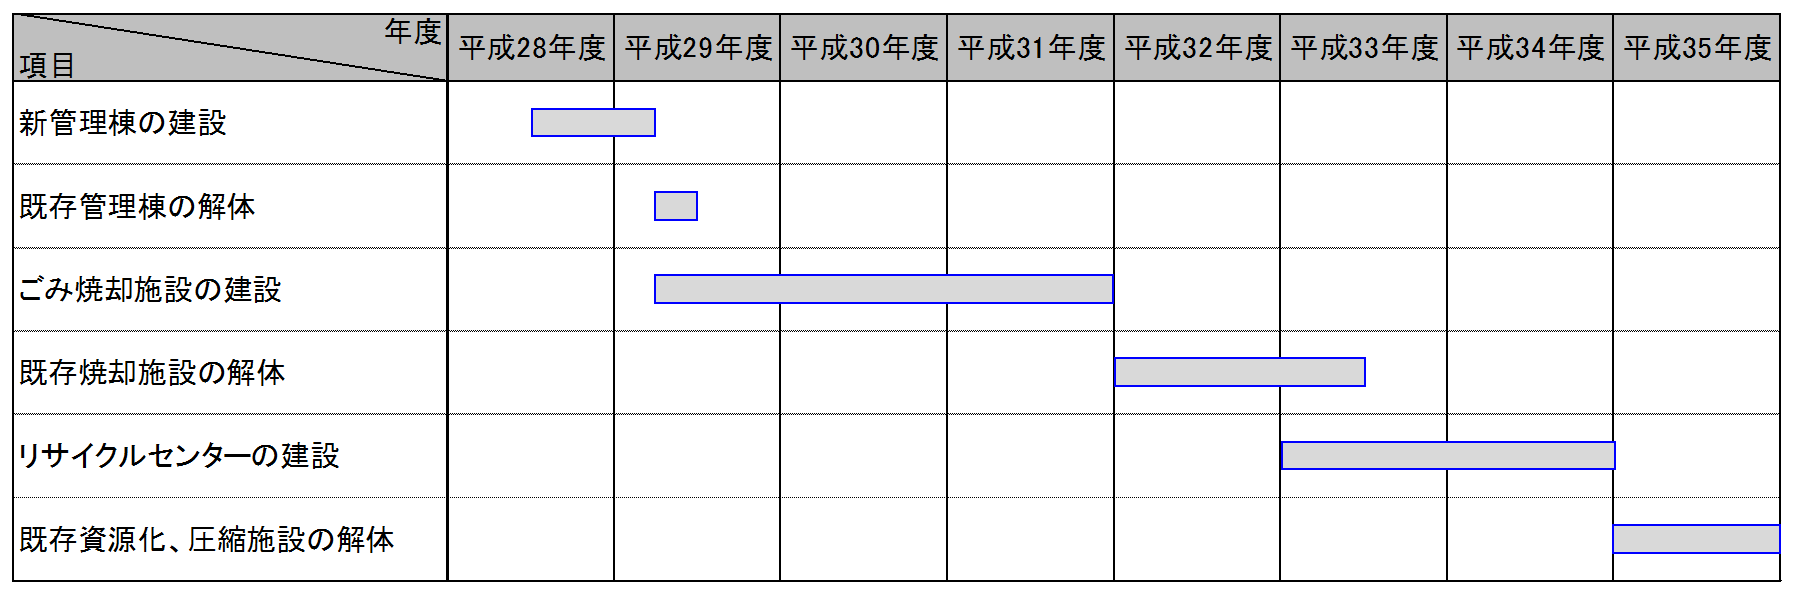 年度
項目
平成28年度 平成29年度 平成30年度 平成31年度 平成32年度 平成33年度 平成34年度 平成35年度
新管理棟の建設
既存管理棟の解体
ごみ焼却施設の建設
既存焼却施設の解体
リサイクルセンターの建設
既存資源化、圧縮施設の解体